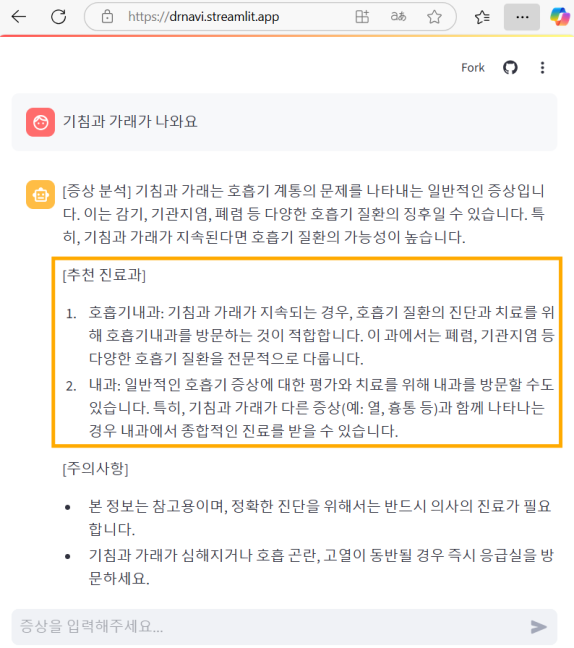 https://drnavi.streamlit.app
Fork
기침과 가래가 나와요
[증상 분석] 기침과 가래는 호흡기 계통의 문제를 나타내는 일반적인 증상입니
다. 이는 감기, 기관지염, 폐렴 등 다양한 호흡기 질환의 징후일 수 있습니다. 특
히, 기침과 가래가 지속된다면 호흡기 질환의 가능성이 높습니다.
[추천 진료과]
1. 호흡기내과: 기침과 가래가 지속되는 경우, 호흡기 질환의 진단과 치료를 위
해 호흡기내과를 방문하는 것이 적합합니다. 이 과에서는 폐렴, 기관지염 등
다양한 호흡기 질환을 전문적으로 다룹니다.
2. 내과: 일반적인 호흡기 증상에 대한 평가와 치료를 위해 내과를 방문할 수도
있습니다. 특히, 기침과 가래가 다른 증상(예: 열, 흉통 등)과 함께 나타나는
경우 내과에서 종합적인 진료를 받을 수 있습니다.
[주의사항]
• 본 정보는 참고용이며, 정확한 진단을 위해서는 반드시 의사의 진료가 필요
합니다.
• 기침과 가래가 심해지거나 호흡 곤란, 고열이 동반될 경우 즉시 응급실을 방
문하세요.
증상을 입력해주세요...